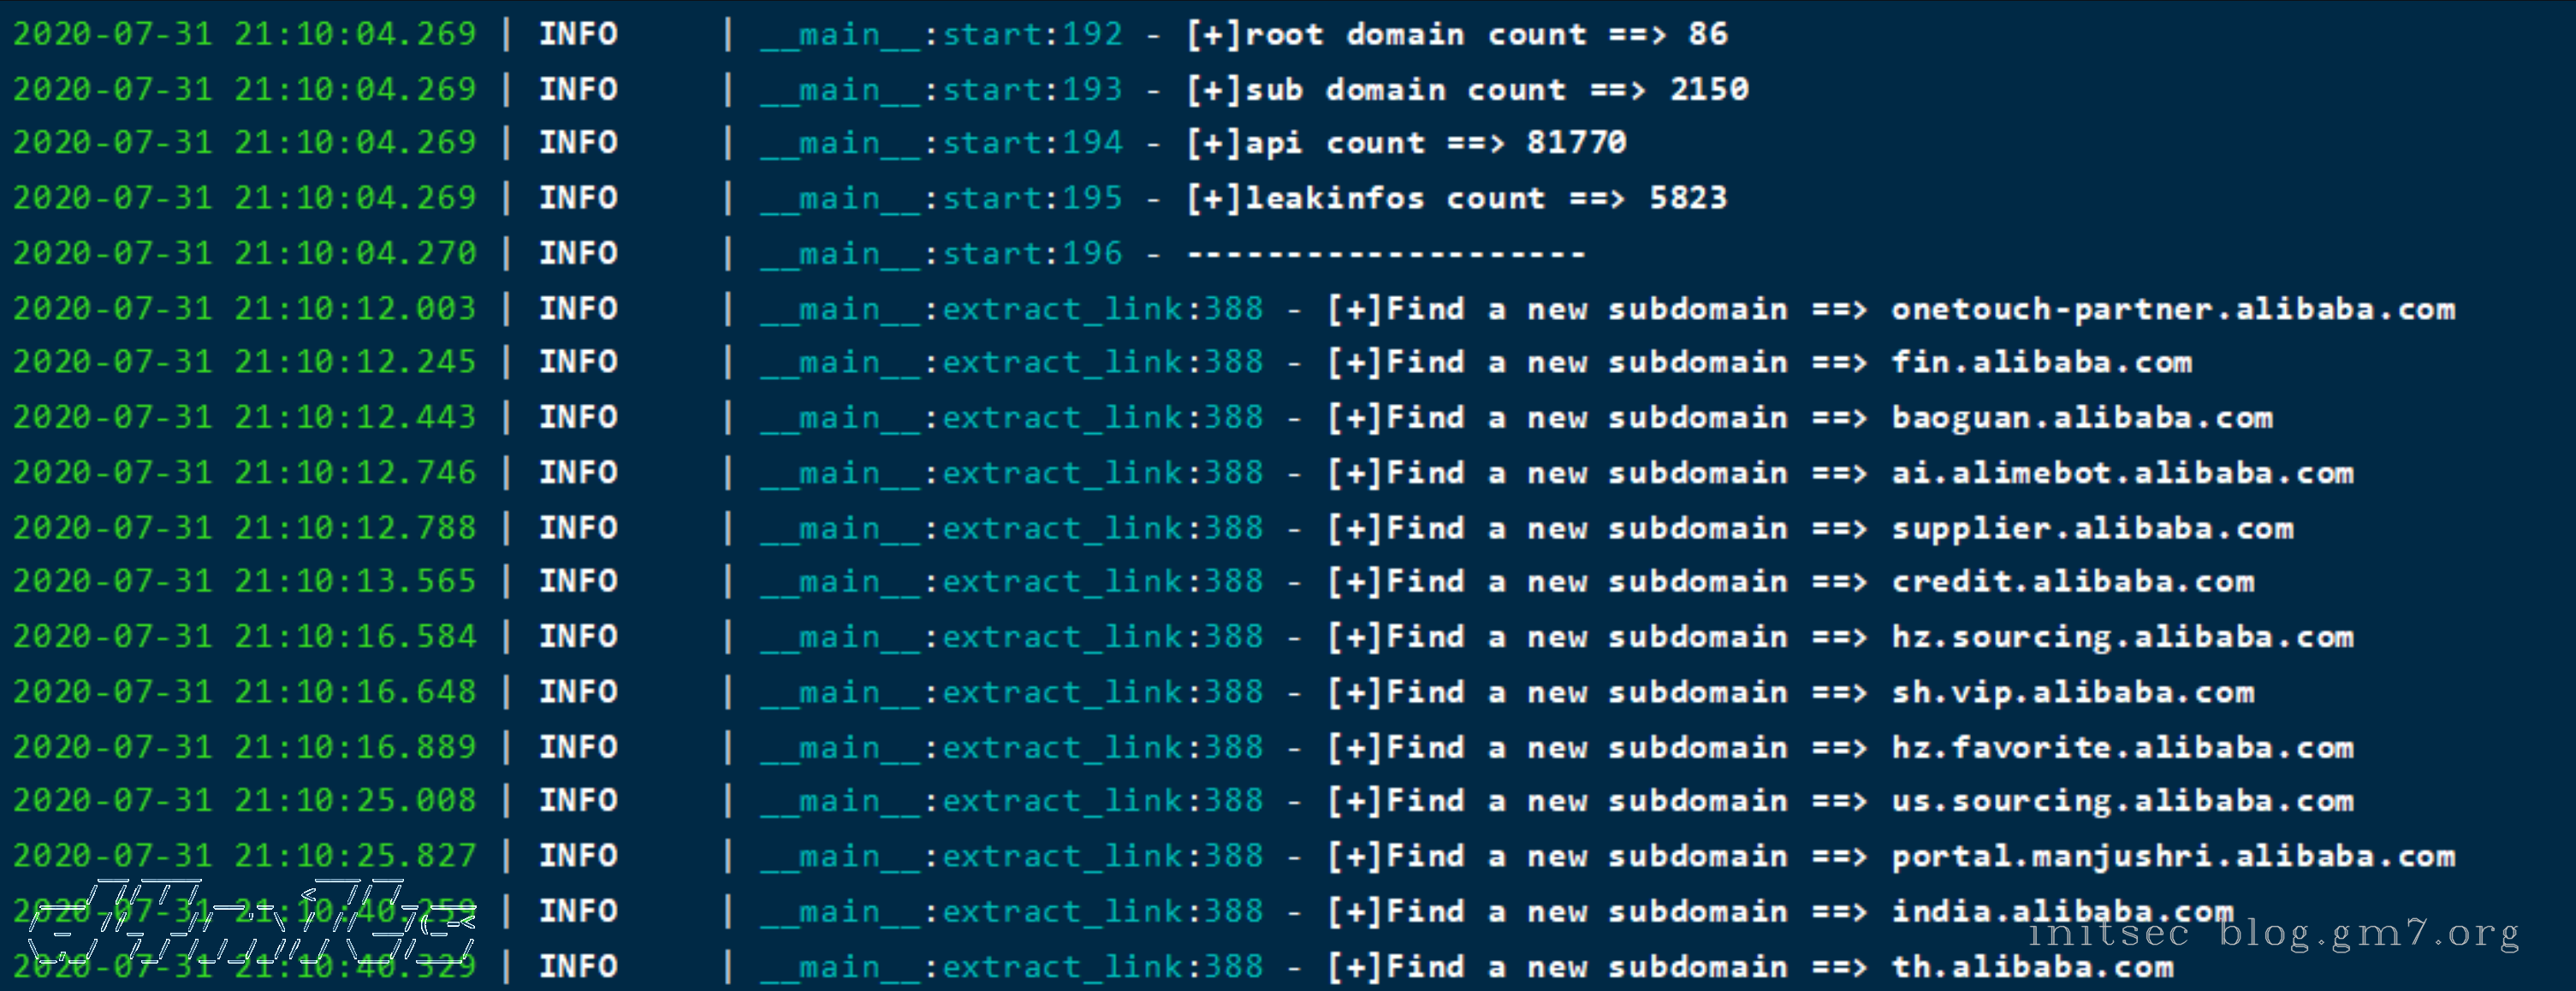 2020-07-31 21:10:04.269 | INFO     | __main__:start:192 - [+]root domain count ==> 86
2020-07-31 21:10:04.269 | INFO     | __main__:start:193 - [+]sub domain count ==> 2150
2020-07-31 21:10:04.269 | INFO     | __main__:start:194 - [+]api count ==> 81770
2020-07-31 21:10:04.269 | INFO     | __main__:start:195 - [+]leakinfos count ==> 5823
2020-07-31 21:10:04.270 | INFO     | __main__:start:196 - --------------------
2020-07-31 21:10:12.003 | INFO     | __main__:extract_link:388 - [+]Find a new subdomain ==> onetouch-partner.alibaba.com
2020-07-31 21:10:12.245 | INFO     | __main__:extract_link:388 - [+]Find a new subdomain ==> fin.alibaba.com
2020-07-31 21:10:12.443 | INFO     | __main__:extract_link:388 - [+]Find a new subdomain ==> baoguan.alibaba.com
2020-07-31 21:10:12.746 | INFO     | __main__:extract_link:388 - [+]Find a new subdomain ==> ai.alimebot.alibaba.com
2020-07-31 21:10:12.788 | INFO     | __main__:extract_link:388 - [+]Find a new subdomain ==> supplier.alibaba.com
2020-07-31 21:10:13.565 | INFO     | __main__:extract_link:388 - [+]Find a new subdomain ==> credit.alibaba.com
2020-07-31 21:10:16.584 | INFO     | __main__:extract_link:388 - [+]Find a new subdomain ==> hz.sourcing.alibaba.com
2020-07-31 21:10:16.648 | INFO     | __main__:extract_link:388 - [+]Find a new subdomain ==> sh.vip.alibaba.com
2020-07-31 21:10:16.889 | INFO     | __main__:extract_link:388 - [+]Find a new subdomain ==> hz.favorite.alibaba.com
2020-07-31 21:10:25.008 | INFO     | __main__:extract_link:388 - [+]Find a new subdomain ==> us.sourcing.alibaba.com
2020-07-31 21:10:25.827 | INFO     | __main__:extract_link:388 - [+]Find a new subdomain ==> portal.manjushri.alibaba.com
2020-07-31 21:10:40.259 | INFO     | __main__:extract_link:388 - [+]Find a new subdomain ==> india.alibaba.com
initsec blog.gm7.org
2020-07-31 21:10:40.329 | INFO     | __main__:extract_link:388 - [+]Find a new subdomain ==> th.alibaba.com